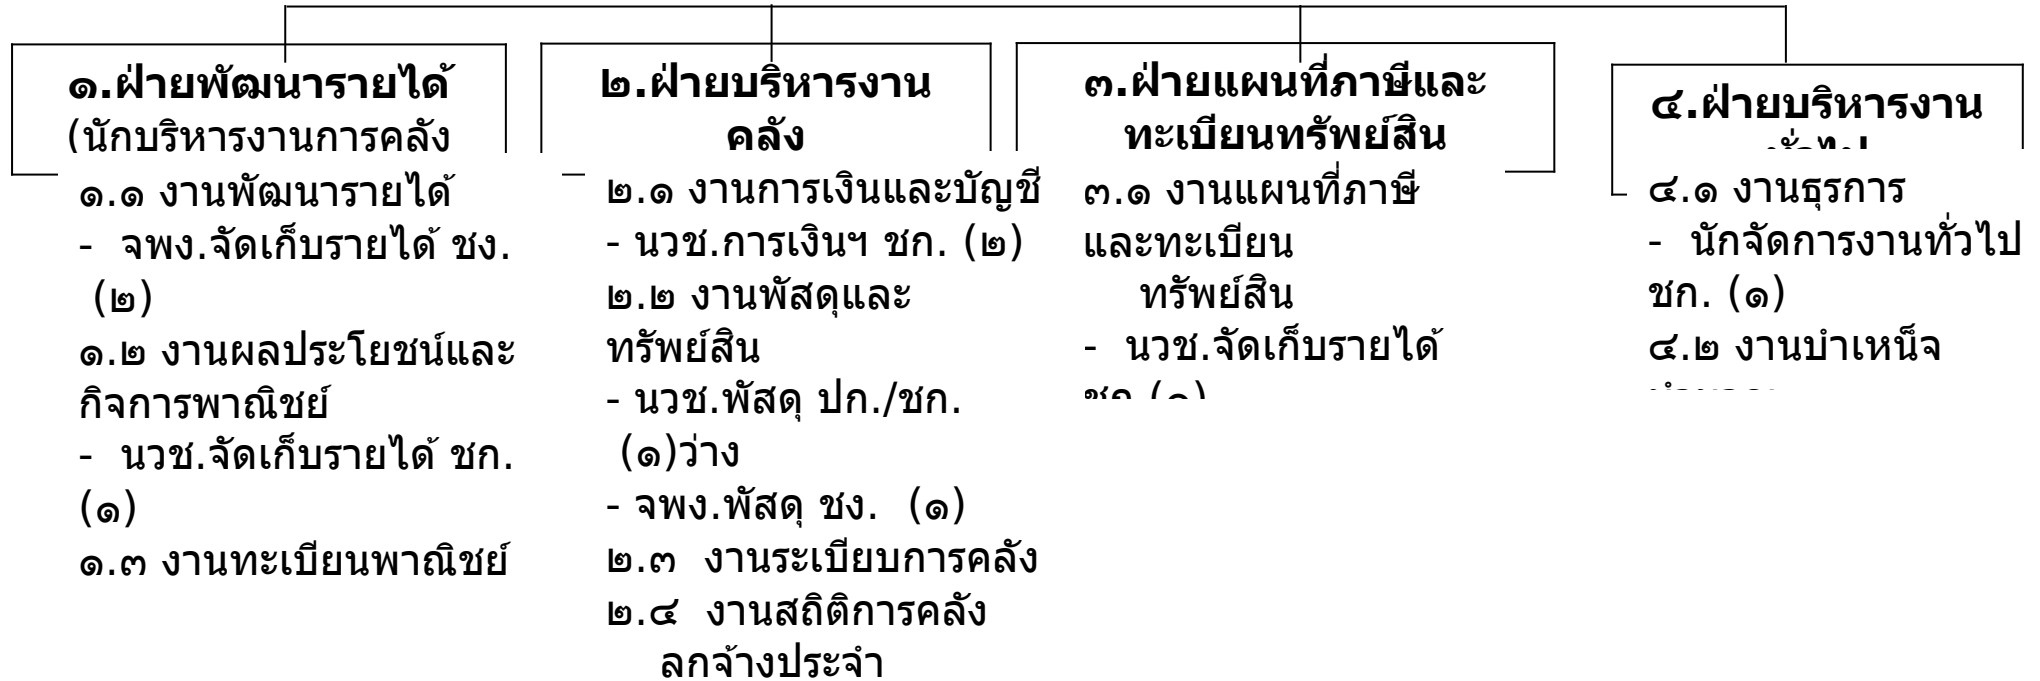 ๑.ฝ่ายพัฒนารายได้
(นักบริหารงานการคลัง
๑.๑ งานพัฒนารายได้
- จพง.จัดเก็บรายได้ ชง.
(๒)
๑.๒ งานผลประโยชน์และ
กิจการพาณิชย์
- นวช.จัดเก็บรายได้ ชก.
(๑)
๑.๓ งานทะเบียนพาณิชย์
๒.ฝ่ายบริหารงาน
คลัง
๒.๑ งานการเงินและบัญชี
- นวช.การเงินฯ ชก. (๒)
๒.๒ งานพัสดุและ
ทรัพย์สิน
- นวช.พัสดุ ปก./ชก.
(๑)ว่าง
- จพง.พัสดุ ชง. (๑)
๒.๓ งานระเบียบการคลัง
๒.๔ งานสถิติการคลัง
ลูกจ้างประจำ
๓.ฝ่ายแผนที่ภาษีและ
ทะเบียนทรัพย์สิน
๓.๑ งานแผนที่ภาษี
และทะเบียน
ทรัพย์สิน
- นวช.จัดเก็บรายได้
๔.ฝ่ายบริหารงาน
๔.๑ งานธุรการ
- นักจัดการงานทั่วไป
ชก. (๑)
๔.๒ งานบำเหน็จ